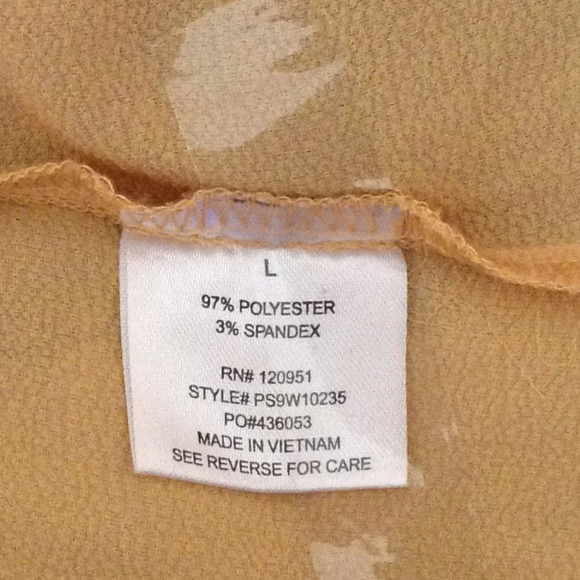 L
97% POLYESTER
3% SPANDEX
RN# 120951
STYLE# PS9W10235
PO#436053
MADE IN VIETNAM
SEE REVERSE FOR CARE